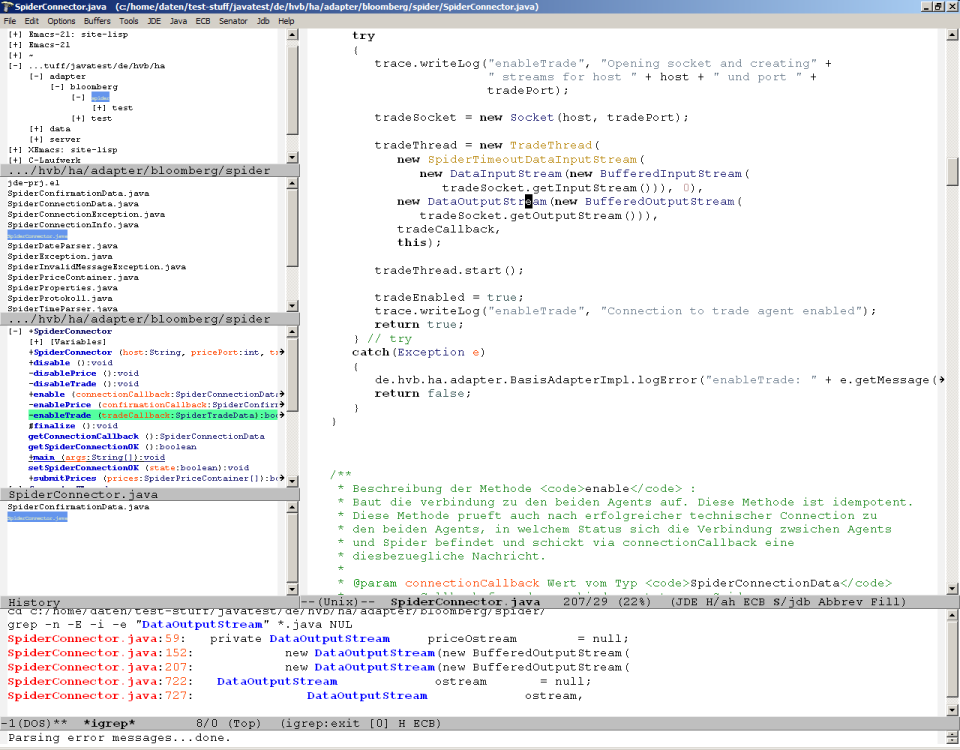 SpiderConnector.java (c:/home/daten/test-stuff/javatest/de/hvb/ha/adapter/bloomberg/spider/SpiderConnector.java)
File Edit Options Buffers Tools JDE Java ECB Senator Jdb Help
[+] Emacs-21: site-lisp
[+] Emacs-21
[+] ~
[-] ...tuff/javatest/de/hvb/ha
[-] adapter
[-] bloomberg
[-] spider
[+] test
[+] test
[+] data
[+] server
[+] XEmacs: site-lisp
[+] C-Laufwerk
.../hvb/ha/adapter/bloomberg/spider
jde-prj.el
SpiderConfirmationData.java
SpiderConnectionData.java
SpiderConnectionException.java
SpiderConnectionInfo.java
SpiderConnector.java
SpiderDateParser.java
SpiderException.java
SpiderInvalidMessageException.java
SpiderPriceContainer.java
SpiderProperties.java
SpiderProtokoll.java
SpiderTimeParser.java
.../hvb/ha/adapter/bloomberg/spider
[-] +SpiderConnector
[+] [Variables]
+SpiderConnector (host:String, pricePort:int, t
+disable ():void
-disablePrice ():void
-disableTrade ():void
+enable (connectionCallback:SpiderConnectionDat
-enablePrice (confirmationCallback:SpiderConfir
-enableTrade (tradeCallback:SpiderTradeData):bo
#finalize ():void
getConnectionCallback ():SpiderConnectionData
getSpiderConnectionOK ():boolean
+main (args:String[]):void
setSpiderConnectionOK (state:boolean):void
+submitPrices (prices:SpiderPriceContainer[]):b
SpiderConnector.java
SpiderConfirmationData.java
SpiderConnector.java
History
try
{
trace.writeLog("enableTrade", "Opening socket and creating" +
" streams for host " + host + " und port " +
tradePort);
tradeSocket = new Socket(host, tradePort);
tradeThread = new TradeThread(
new SpiderTimeoutDataInputStream(
new DataInputStream(new BufferedInputStream(
tradeSocket.getInputStream())), 0),
new DataOutputStream(new BufferedOutputStream(
tradeSocket.getOutputStream())),
tradeCallback,
this);
tradeThread.start();
tradeEnabled = true;
trace.writeLog("enableTrade", "Connection to trade agent enabled");
return true;
} // try
catch(Exception e)
{
de.hvb.ha.adapter.BasisAdapterImpl.logError("enableTrade: " + e.getMessage(
return false;
}
}
/**
* Beschreibung der Methode <code>enable</code> :
* Baut die verbindung zu den beiden Agents auf. Diese Methode ist idempotent.
* Diese Methode prueft auch nach erfolgreicher technischer Connection zu
* den beiden Agents, in welchem Status sich die Verbindung zwsichen Agents
* und Spider befindet und schickt via connectionCallback eine
* diesbezuegliche Nachricht.
*
* @param connectionCallback Wert vom Typ <code>SpiderConnectionData</code>
--(Unix)-- SpiderConnector.java 207/29 (22%) (JDE H/ah ECB S/jdb Abbrev Fill)
cd c:/home/daten/test-stuff/javatest/de/hvb/ha/adapter/bloomberg/spider/
grep -n -E -i -e "DataOutputStream" *.java NUL
SpiderConnector.java:59: private DataOutputStream priceOstream = null;
SpiderConnector.java:152: new DataOutputStream(new BufferedOutputStream(
SpiderConnector.java:207: new DataOutputStream(new BufferedOutputStream(
SpiderConnector.java:722: DataOutputStream ostream = null;
SpiderConnector.java:727: DataOutputStream ostream,
-1(DOS)** *igrep* 8/0 (Top) (igrep:exit [0] H ECB)
Parsing error messages...done.